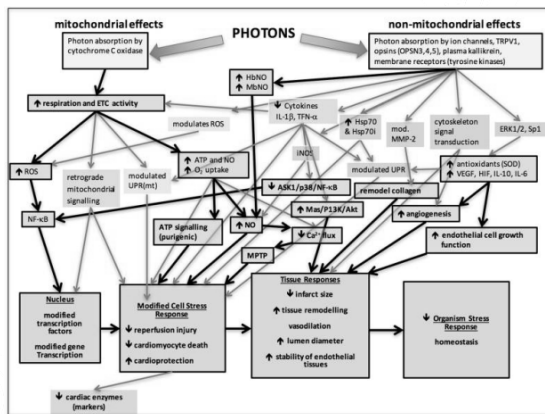 mitochondrial effects
non-mitochondrial effects
PHOTONS
Photon absorption by
cytochrome C oxidase
Photon absorption by ion channels, TRPV1,
opsins (OPSN3,4,5), plasma kallikrein,
membrane receptors (tyrosine kinases)
↑ HbNO
↑ MbNO
↑ respiration and ETC activity
↓ Cytokines
IL-1β, TFN-α
↑ Hsp70
& Hsp70i
mod.
MMP-2
cytoskeleton
signal
transduction
ERK1/2, Sp1
modulates ROS
iNOS
↑ ROS
retrograde
mitochondrial
signalling
modulated
UPR(mt)
↑ ATP and NO
↑ O₂ uptake
modulated UPR
↑ antioxidants (SOD)
↑ VEGF, HIF, IL-10, IL-6
↓ ASK1/p38/NF-κB
remodel collagen
NF-κB
ATP signalling
(purigenic)
↑ NO
↑ Mas/P13K/Akt
↑ angiogenesis
↓ Ca²⁺ flux
↑ endothelial cell growth
function
MPTP
Nucleus
modified
transcription
factors
modified gene
Transcription
Modified Cell Stress
Response
↓ reperfusion injury
↓ cardiomyocyte death
↑ cardioprotection
Tissue Responses
↓ infarct size
↑ tissue remodelling
vasodilation
↑ lumen diameter
↑ stability of endothelial
tissues
↓ Organism Stress
Response
homeostasis
↓ cardiac enzymes
(markers)